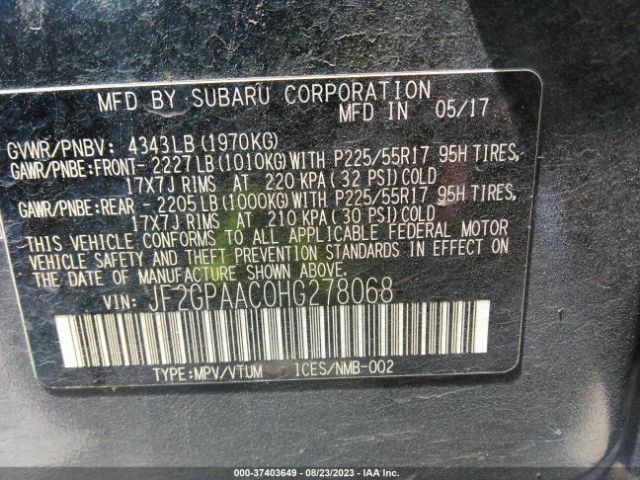 MFD BY SUBARU CORPORATION
MFD IN 05/17
GVWR/PNBV: 4343LB(1970KG)
GAWR/PNBE:FRONT-2227LB(1010KG)WITH P225/55R17 95H TIRES,
17X7J RIMS AT 220 KPA(32 PSI)COLD
GAWR/PNBE:REAR -2205LB(1000KG)WITH P225/55R17 95H TIRES,
17X7J RIMS AT 210 KPA(30 PSI)COLD
THIS VEHICLE CONFORMS TO ALL APPLICABLE FEDERAL MOTOR
VEHICLE SAFETY AND THEFT PREVENTION STANDARDS IN EFFECT ON
THE DATE OF MANUFACTURE SHOWN ABOVE.
VIN: JF2GPAAC0HG278068
TYPE:MPV/VTUM ICES/NMB-002
000-37403649 - 08/23/2023 - IAA Inc.